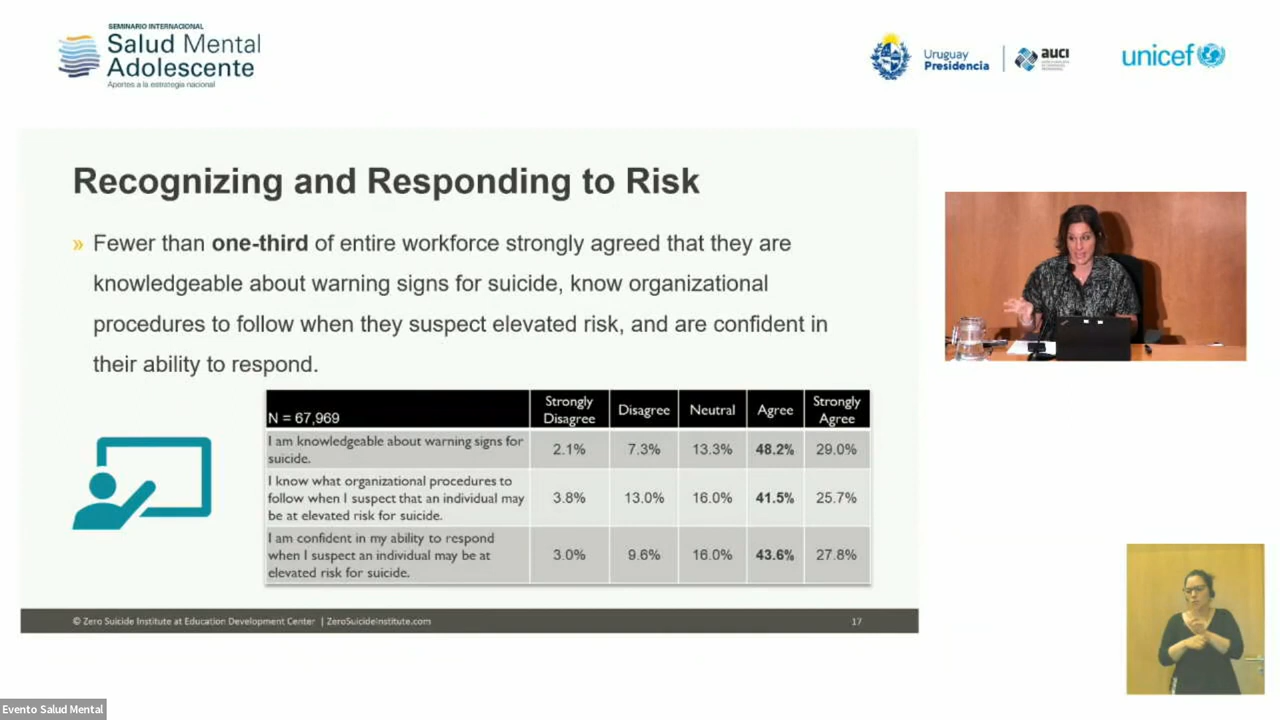 SEMINARIO INTERNACIONAL
Salud Mental
Adolescente
Aportes a la estrategia nacional
Uruguay
Presidencia
auci
unicef
Recognizing and Responding to Risk
» Fewer than one-third of entire workforce strongly agreed that they are
knowledgeable about warning signs for suicide, know organizational
procedures to follow when they suspect elevated risk, and are confident in
their ability to respond.
N = 67,969 Strongly Disagree Disagree Neutral Agree Strongly Agree
I am knowledgeable about warning signs for
suicide. 2.1% 7.3% 13.3% 48.2% 29.0%
I know what organizational procedures to
follow when I suspect that an individual may 3.8% 13.0% 16.0% 41.5% 25.7%
be at elevated risk for suicide.
I am confident in my ability to respond
when I suspect an individual may be at 3.0% 9.6% 16.0% 43.6% 27.8%
elevated risk for suicide.
© Zero Suicide Institute at Education Development Center | ZeroSuicideInstitute.com 17
Evento Salud Mental